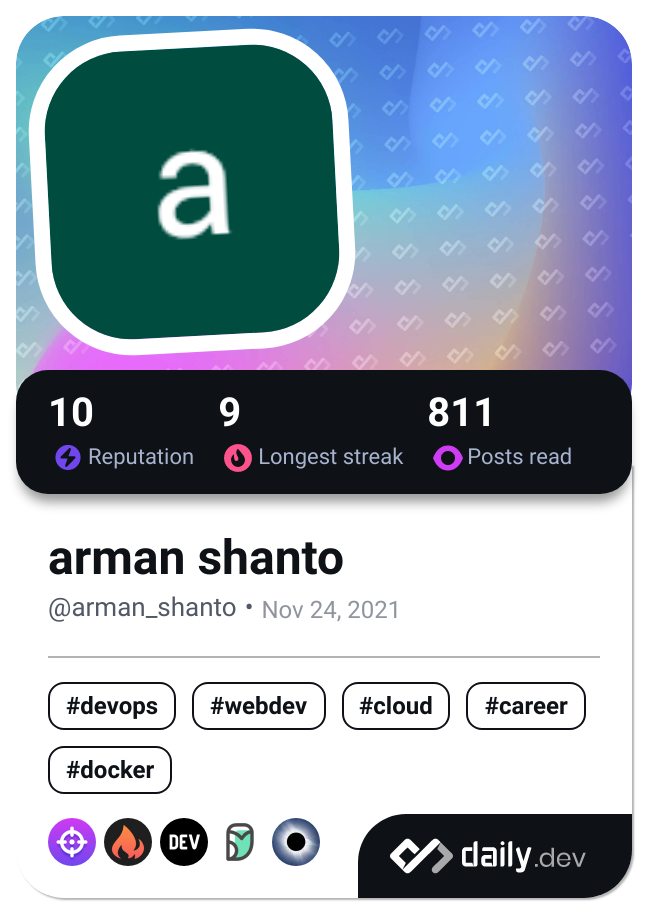 a
10 9 811
Reputation Longest streak Posts read
arman shanto
@arman_shanto • Nov 24, 2021
#devops #webdev #cloud #career
#docker
DEV
daily.dev